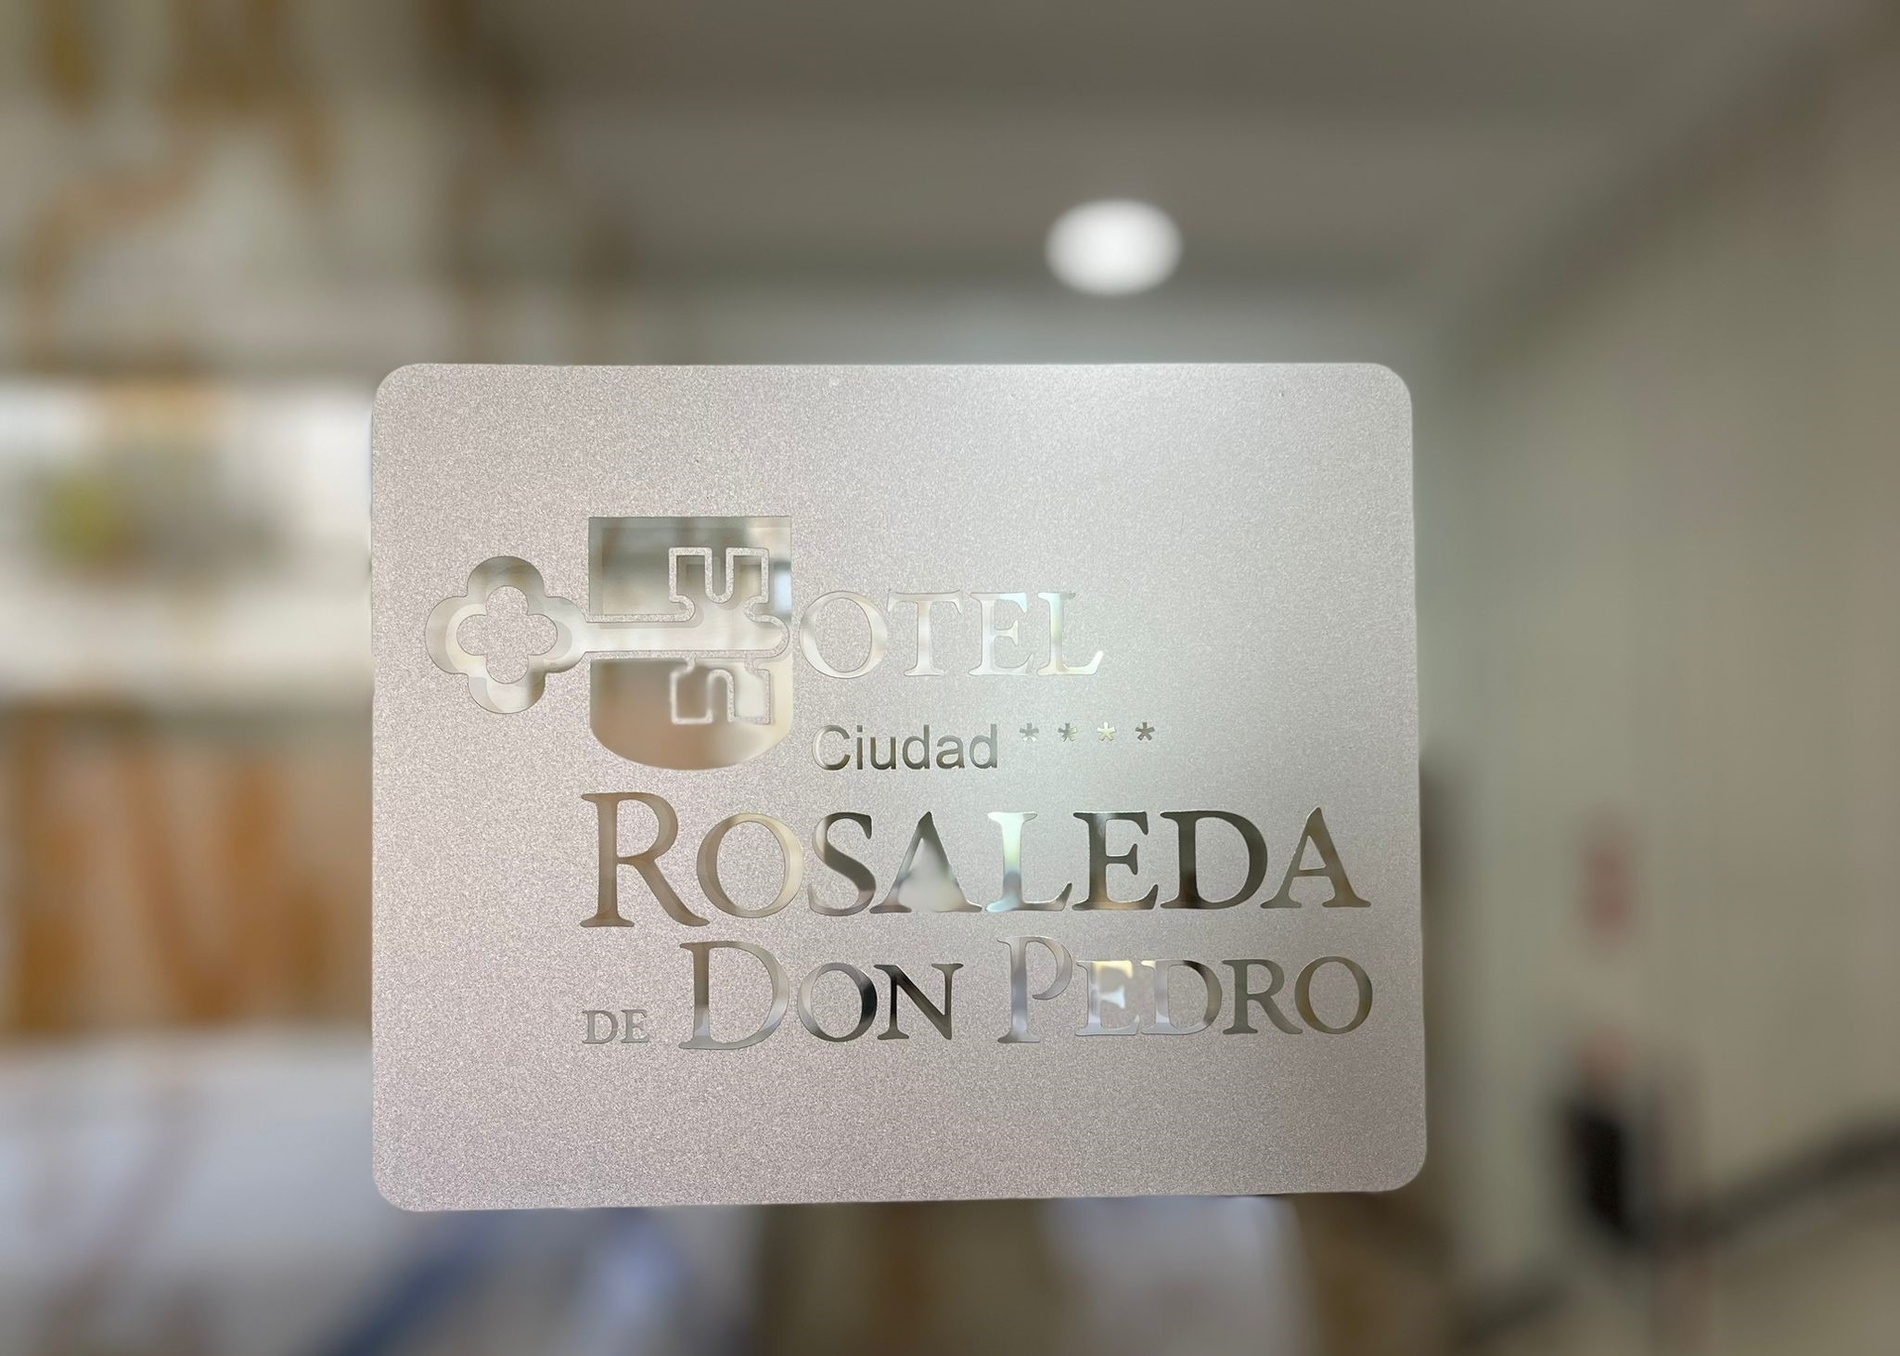 HOTEL
Ciudad ****
ROSALEDA
DE DON PEDRO